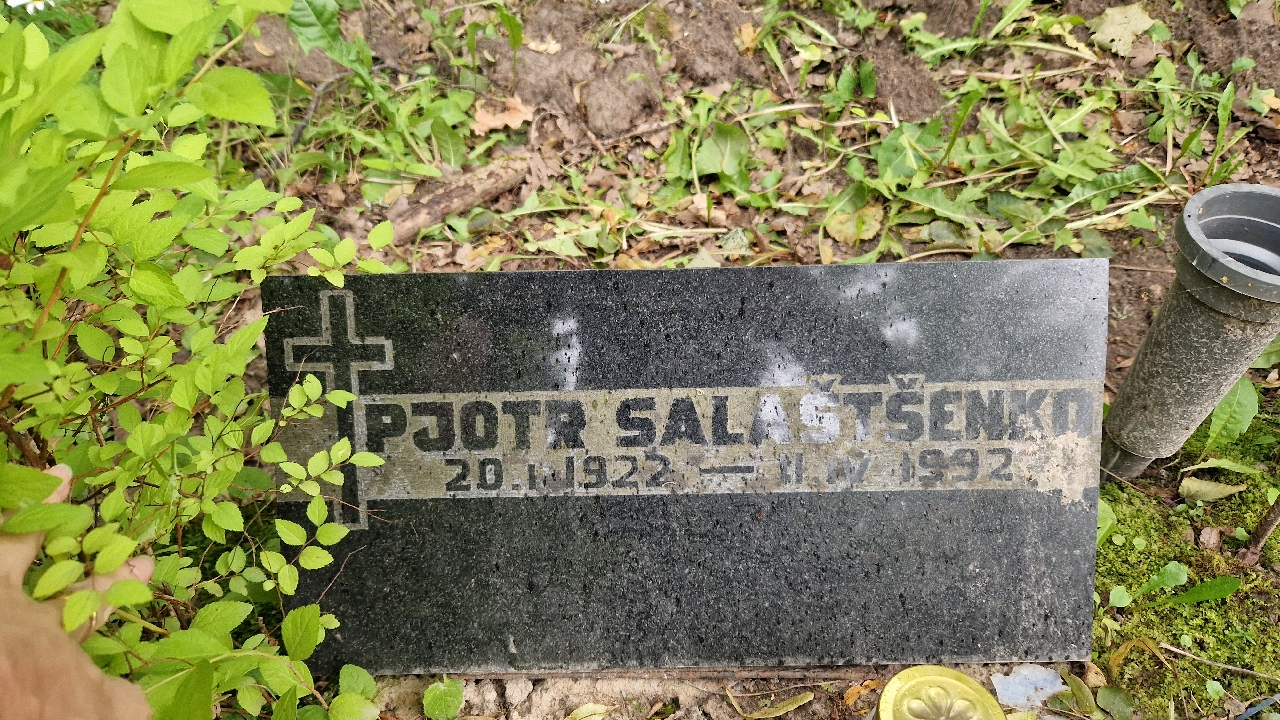 PJOTR SALAŠTŠENKO
20.I.1922 — 11 IV 1992